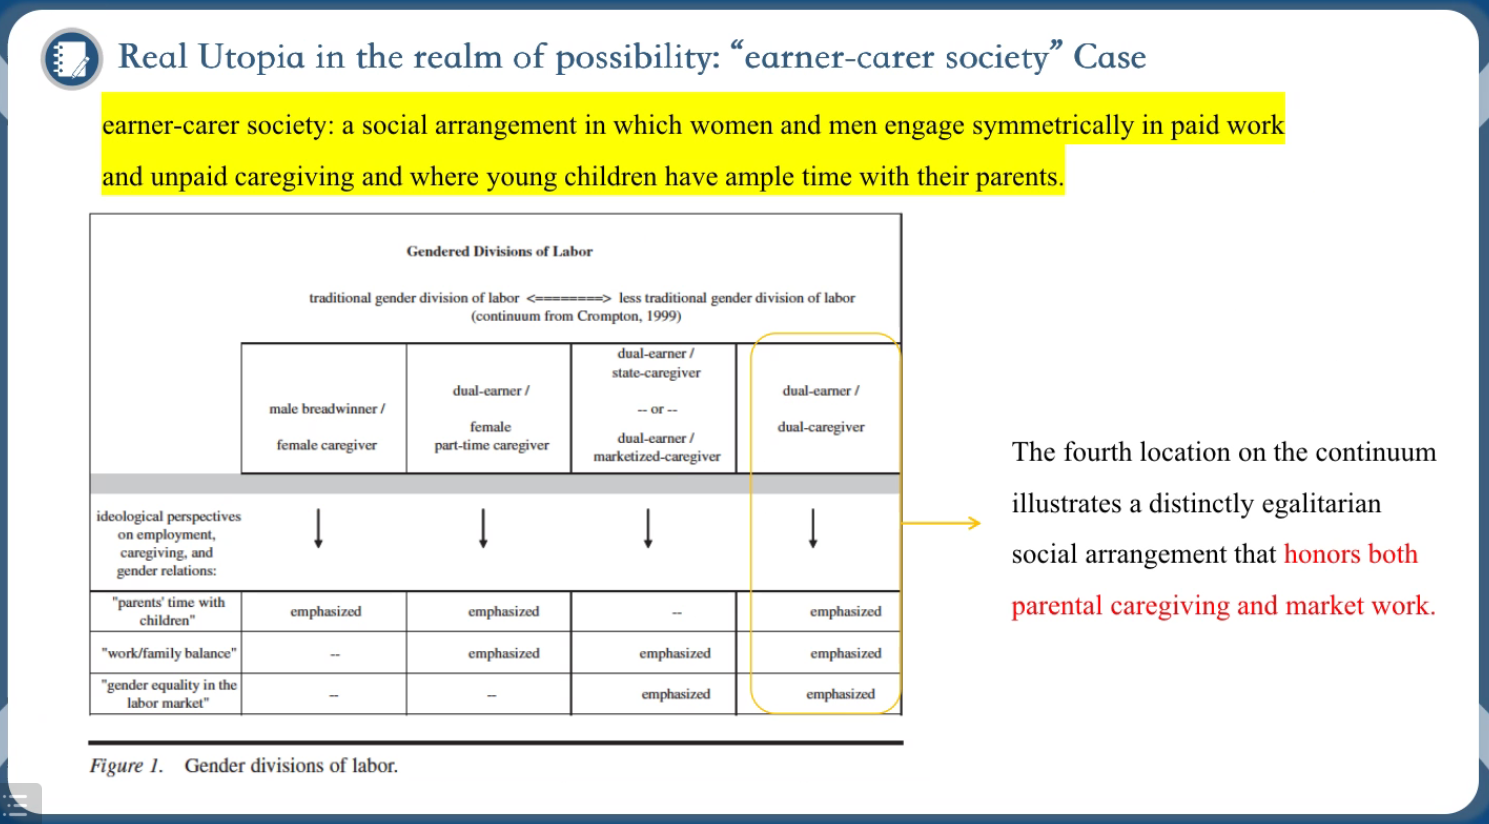 Real Utopia in the realm of possibility: “earner-carer society” Case
earner-carer society: a social arrangement in which women and men engage symmetrically in paid work
and unpaid caregiving and where young children have ample time with their parents.
Gendered Divisions of Labor
traditional gender division of labor <========> less traditional gender division of labor
(continuum from Crompton, 1999)
male breadwinner /
female caregiver
dual-earner /
female
part-time caregiver
dual-earner /
state-caregiver
-- or --
dual-earner /
marketized-caregiver
dual-earner /
dual-caregiver
ideological perspectives
on employment,
caregiving, and
gender relations:
"parents' time with
children"
emphasized
emphasized
--
emphasized
"work/family balance"
--
emphasized
emphasized
emphasized
"gender equality in the
labor market"
--
--
emphasized
emphasized
Figure 1. Gender divisions of labor.
The fourth location on the continuum
illustrates a distinctly egalitarian
social arrangement that honors both
parental caregiving and market work.